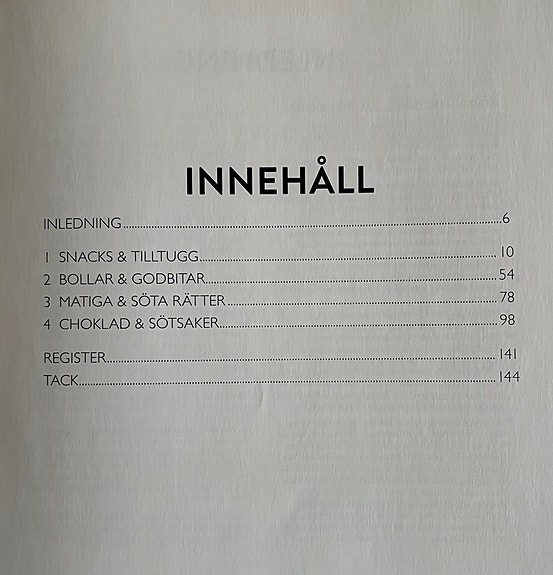 INNEHÅLL
INLEDNING 6
1 SNACKS & TILLTUGG 10
2 BOLLAR & GODBITAR 54
3 MATIGA & SÖTA RÄTTER 78
4 CHOKLAD & SÖTSAKER 98
REGISTER 141
TACK 144